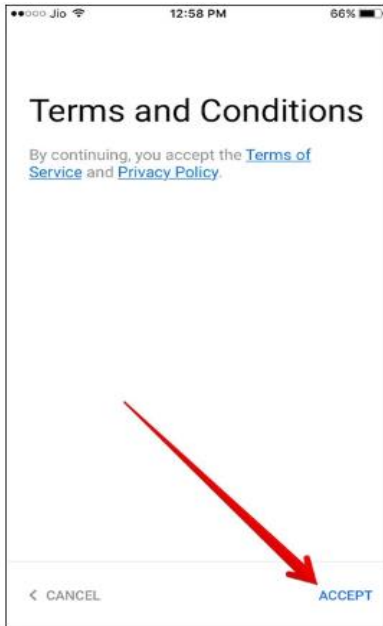 Jio 12:58 PM 66%
Terms and Conditions
By continuing, you accept the Terms of
Service and Privacy Policy.
< CANCEL ACCEPT